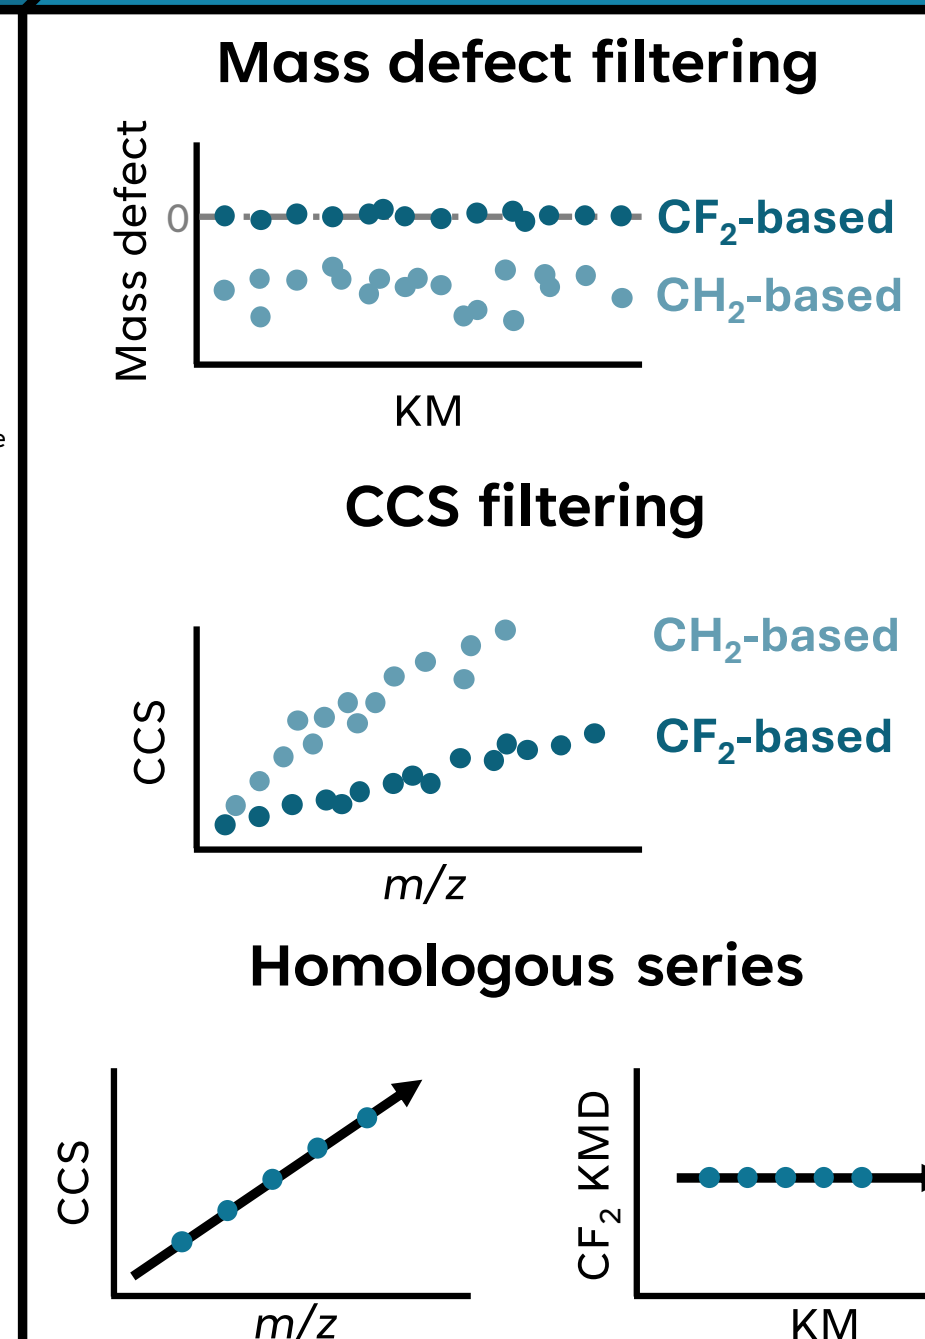 Mass defect filtering
Mass defect
0
CF₂-based
CH₂-based
KM
CCS filtering
CCS
CH₂-based
CF₂-based
m/z
Homologous series
CCS
m/z
CF₂ KMD
KM